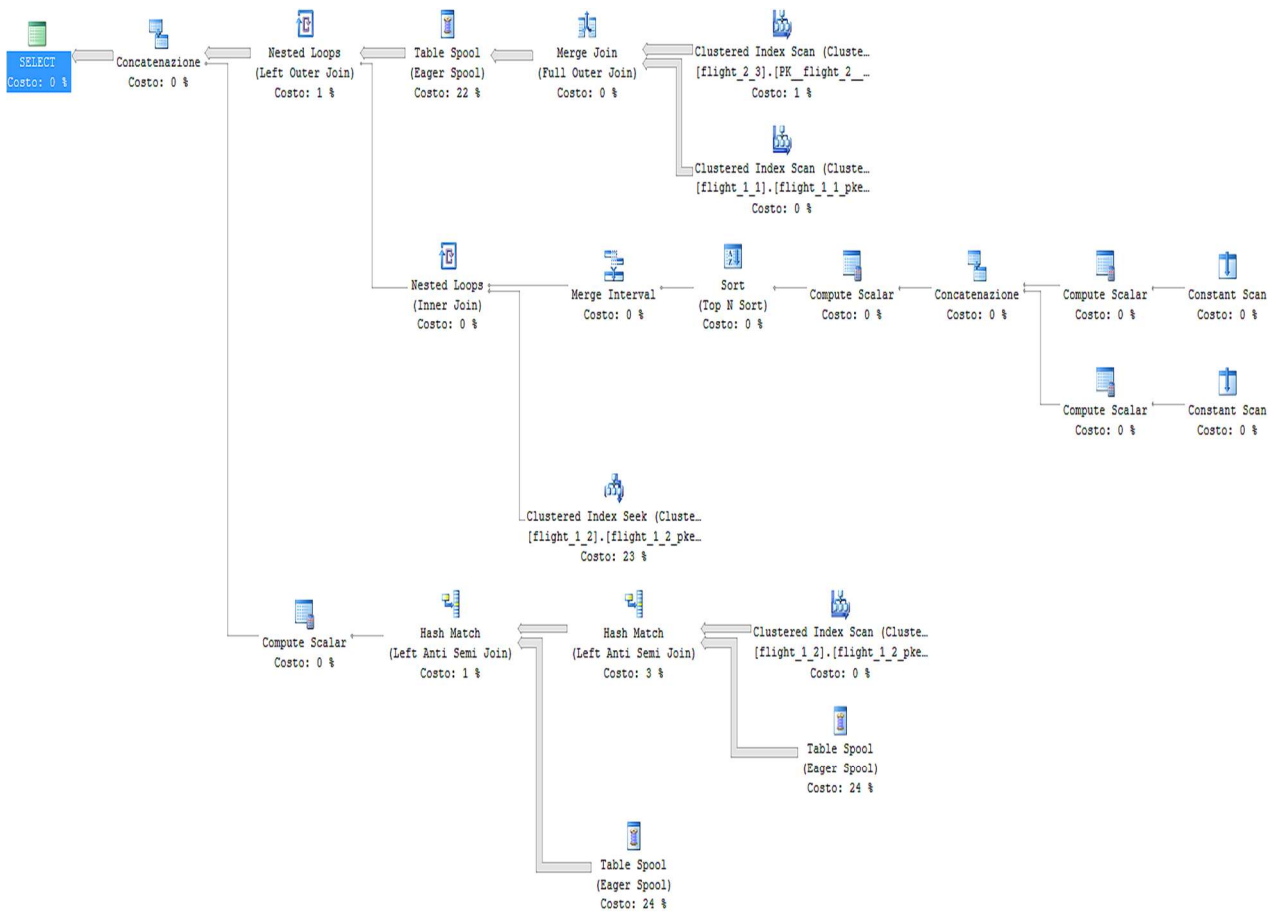 SELECT
Costo: 0 %
Concatenazione
Costo: 0 %
Nested Loops
(Left Outer Join)
Costo: 1 %
Table Spool
(Eager Spool)
Costo: 22 %
Merge Join
(Full Outer Join)
Costo: 0 %
Clustered Index Scan (Cluste…
[flight_2_3].[PK__flight_2__…
Costo: 1 %
Clustered Index Scan (Cluste…
[flight_1_1].[flight_1_1_pke…
Costo: 0 %
Nested Loops
(Inner Join)
Costo: 0 %
Merge Interval
Costo: 0 %
Sort
(Top N Sort)
Costo: 0 %
Compute Scalar
Costo: 0 %
Concatenazione
Costo: 0 %
Compute Scalar
Costo: 0 %
Constant Scan
Costo: 0 %
Compute Scalar
Costo: 0 %
Constant Scan
Costo: 0 %
Clustered Index Seek (Cluste…
[flight_1_2].[flight_1_2_pke…
Costo: 23 %
Compute Scalar
Costo: 0 %
Hash Match
(Left Anti Semi Join)
Costo: 1 %
Hash Match
(Left Anti Semi Join)
Costo: 3 %
Clustered Index Scan (Cluste…
[flight_1_2].[flight_1_2_pke…
Costo: 0 %
Table Spool
(Eager Spool)
Costo: 24 %
Table Spool
(Eager Spool)
Costo: 24 %